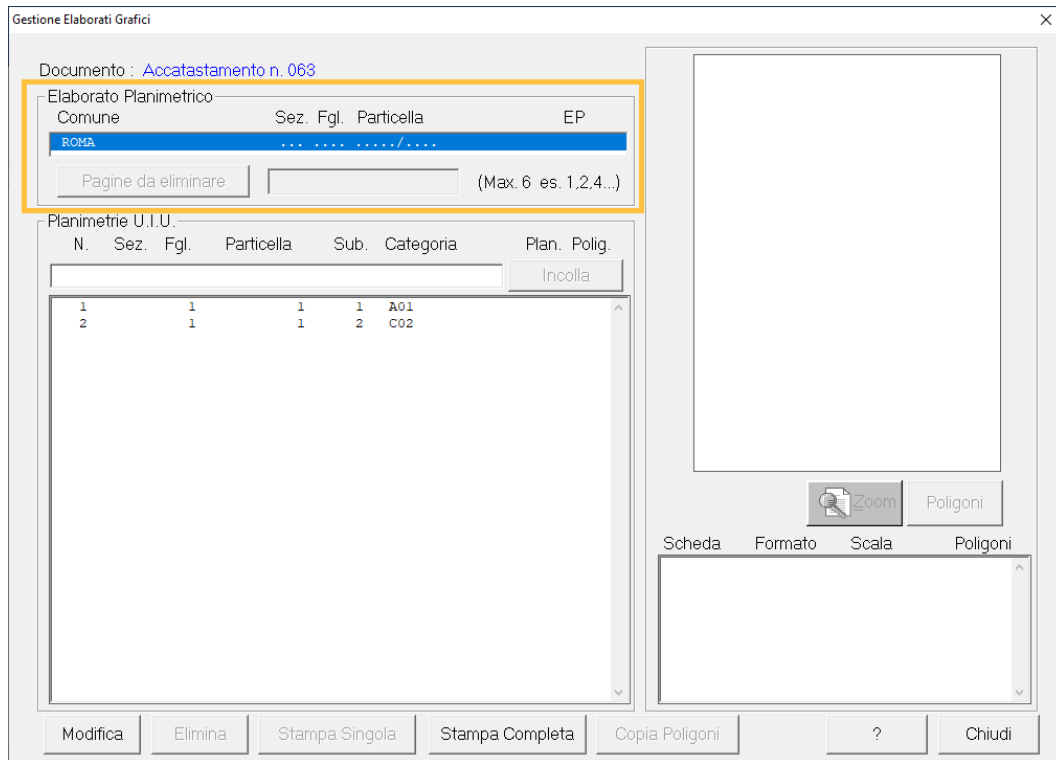 Gestione Elaborati Grafici
Documento : Accatastamento n. 063
Elaborato Planimetrico
Comune Sez. Fgl. Particella EP
ROMA ... .... ...../....
Pagine da eliminare (Max. 6 es. 1,2,4...)
Planimetrie U.I.U.
N. Sez. Fgl. Particella Sub. Categoria Plan. Polig.
Incolla
1 1 1 1 A01
2 1 1 2 C02
Zoom Poligoni
Scheda Formato Scala Poligoni
Modifica Elimina Stampa Singola Stampa Completa Copia Poligoni ? Chiudi